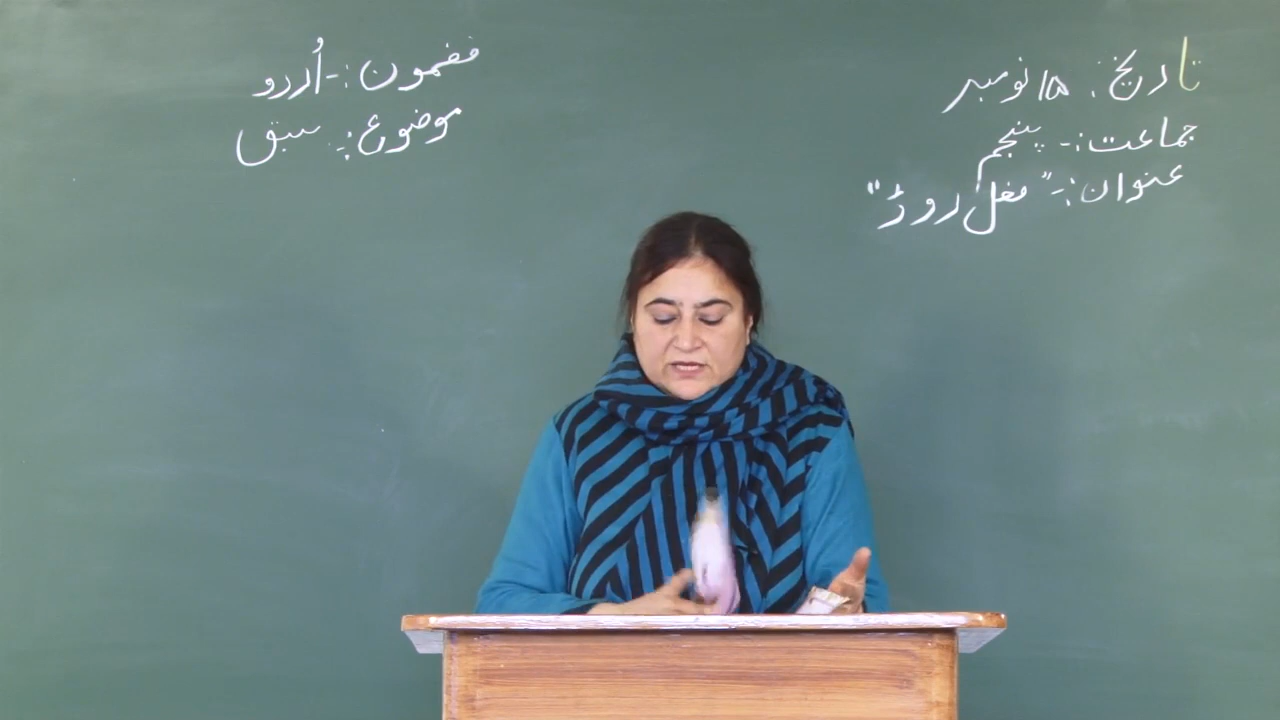 تاریخ: ۱۵ نومبر
جماعت:- پنجم
عنوان:- "مغل روڈ"
مضمون:- اُردو
موضوع:- سبق